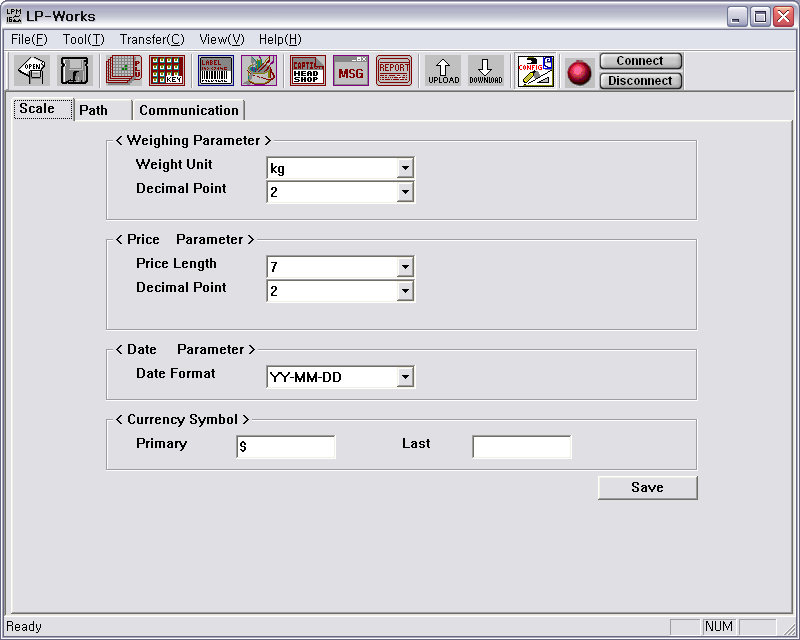 LPM
LP-Works
File(F) Tool(T) Transfer(C) View(V) Help(H)
OPEN KEY LABEL CAPTI HEAD SHOP MSG REPORT UPLOAD DOWNLOAD CONFIG Connect
Disconnect
Scale Path Communication
< Weighing Parameter >
Weight Unit kg
Decimal Point 2
< Price Parameter >
Price Length 7
Decimal Point 2
< Date Parameter >
Date Format YY-MM-DD
< Currency Symbol >
Primary $ Last
Save
Ready NUM